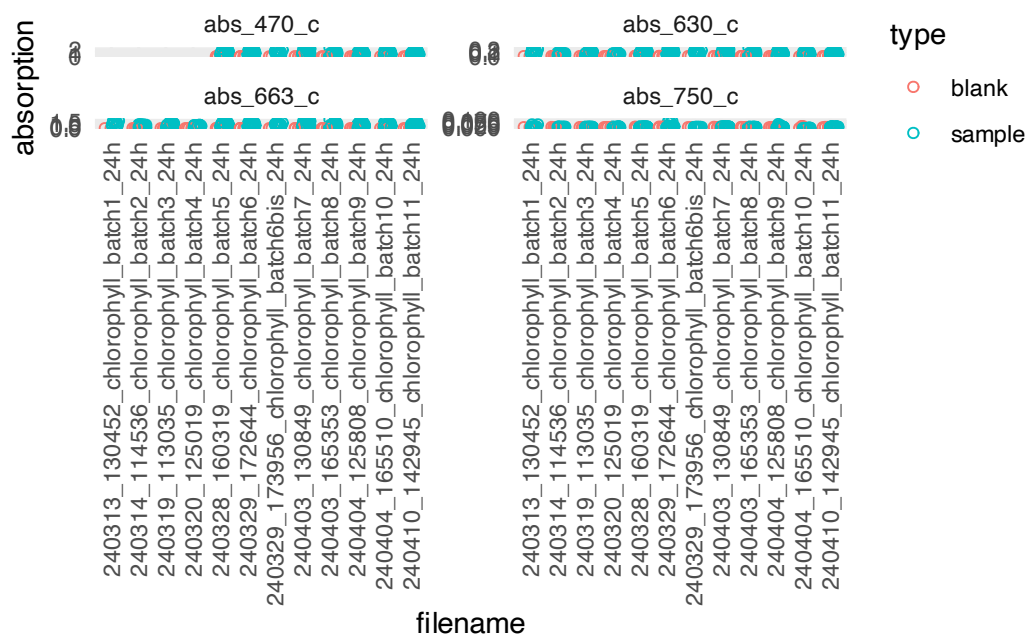 abs_470_c
abs_630_c
type
blank
sample
absorption
abs_663_c
abs_750_c
240313_130452_chlorophyll_batch1_24h
240314_114536_chlorophyll_batch2_24h
240319_113035_chlorophyll_batch3_24h
240320_125019_chlorophyll_batch4_24h
240328_160319_chlorophyll_batch5_24h
240329_172644_chlorophyll_batch6_24h
240329_173956_chlorophyll_batch6bis_24h
240403_130849_chlorophyll_batch7_24h
240403_165353_chlorophyll_batch8_24h
240404_125808_chlorophyll_batch9_24h
240404_165510_chlorophyll_batch10_24h
240410_142945_chlorophyll_batch11_24h
240313_130452_chlorophyll_batch1_24h
240314_114536_chlorophyll_batch2_24h
240319_113035_chlorophyll_batch3_24h
240320_125019_chlorophyll_batch4_24h
240328_160319_chlorophyll_batch5_24h
240329_172644_chlorophyll_batch6_24h
240329_173956_chlorophyll_batch6bis_24h
240403_130849_chlorophyll_batch7_24h
240403_165353_chlorophyll_batch8_24h
240404_125808_chlorophyll_batch9_24h
240404_165510_chlorophyll_batch10_24h
240410_142945_chlorophyll_batch11_24h
filename